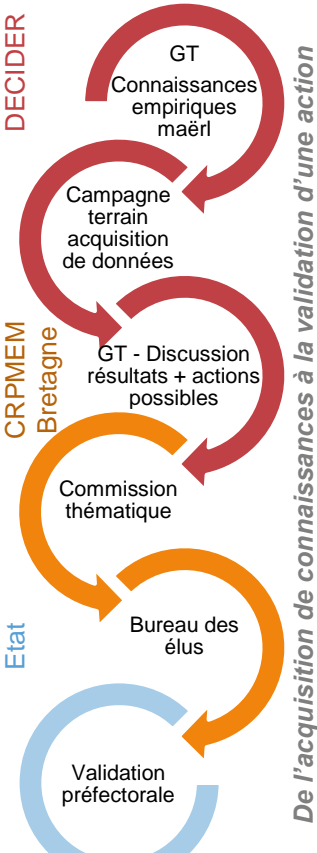 DECIDER
GT
Connaissances
empiriques
maërl
Campagne
terrain
acquisition
de données
CRPMEM
Bretagne
GT - Discussion
résultats + actions
possibles
Commission
thématique
Etat
Bureau des
élus
Validation
préfectorale
De l'acquisition de connaissances à la validation d'une action